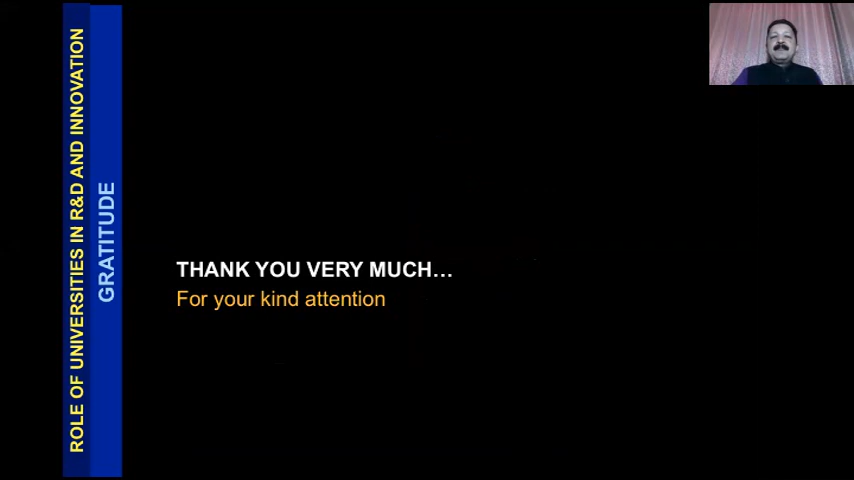 ROLE OF UNIVERSITIES IN R&D AND INNOVATION
GRATITUDE
THANK YOU VERY MUCH...
For your kind attention